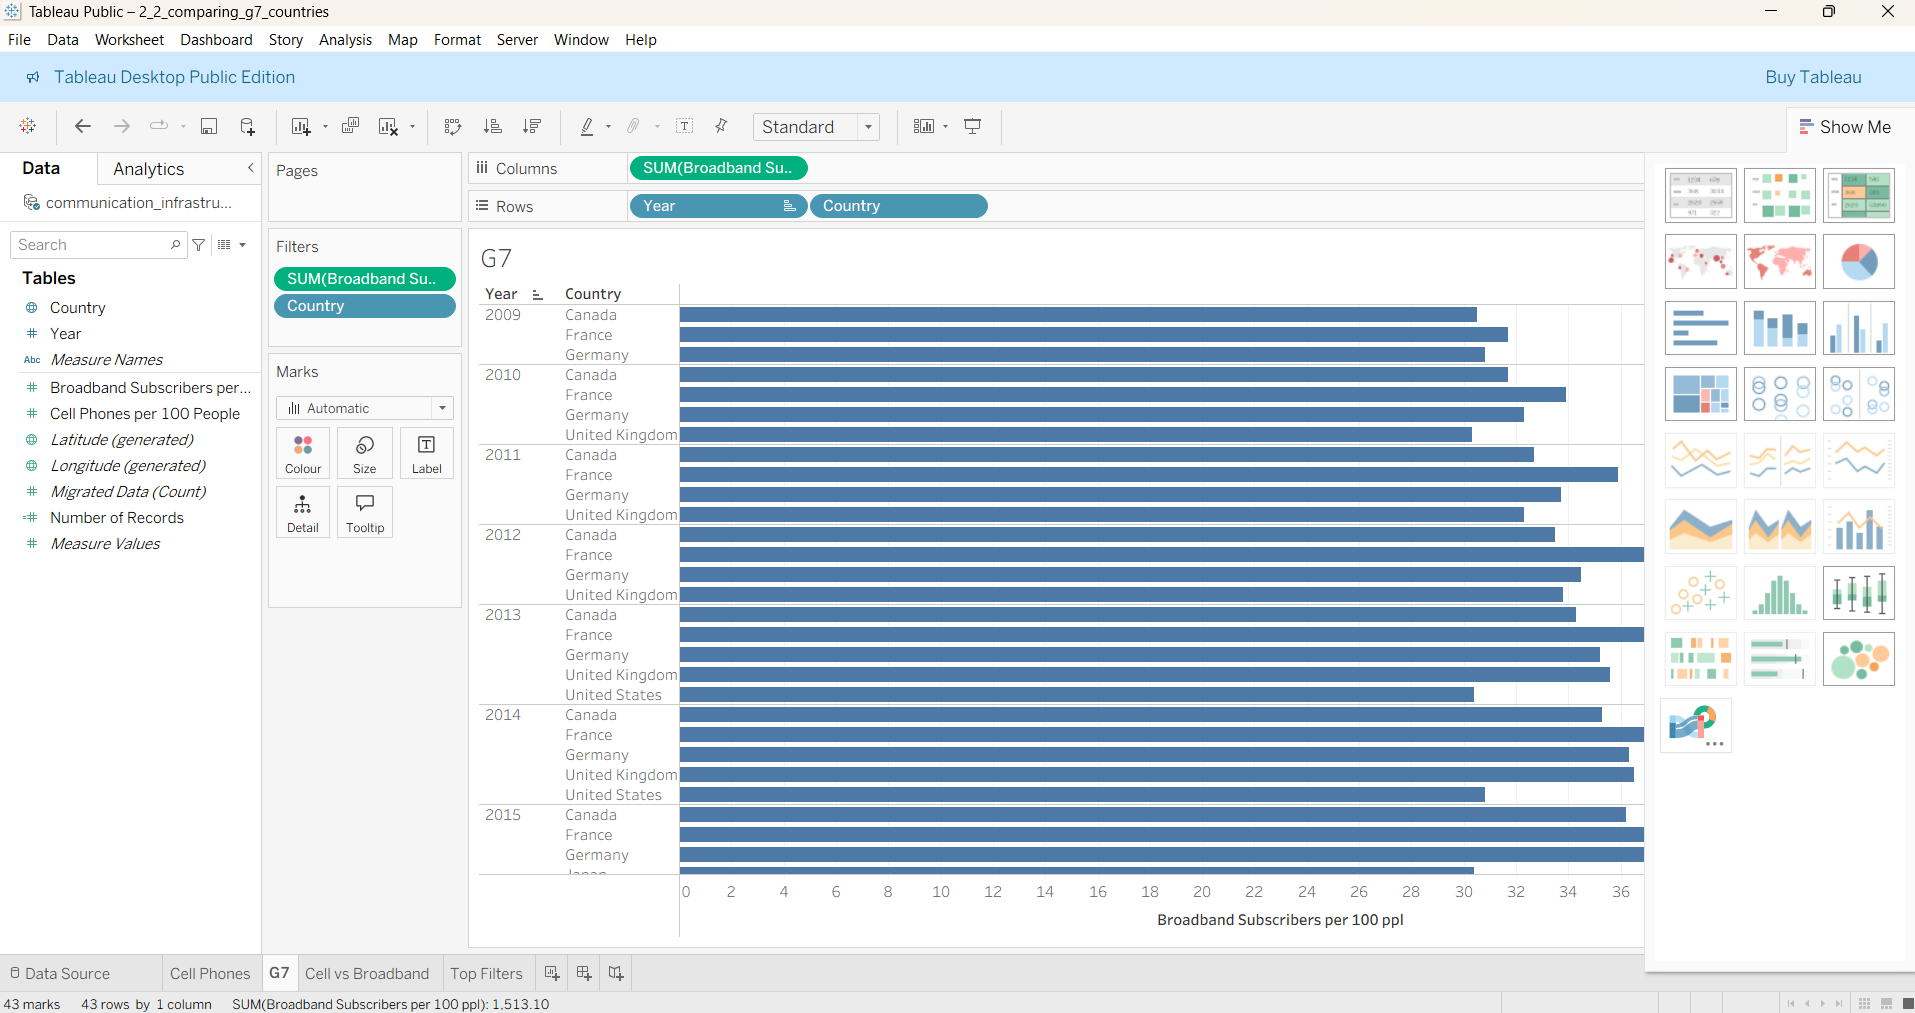 Tableau Public – 2_2_comparing_g7_countries
File Data Worksheet Dashboard Story Analysis Map Format Server Window Help
Tableau Desktop Public Edition
Buy Tableau
Standard
Show Me
Data
Analytics
communication_infrastru...
Search
Tables
Country
Year
Abc Measure Names
Broadband Subscribers per...
Cell Phones per 100 People
Latitude (generated)
Longitude (generated)
Migrated Data (Count)
Number of Records
Measure Values
Pages
Filters
SUM(Broadband Su..
Country
Marks
Automatic
Colour
Size
Label
Detail
Tooltip
Columns
SUM(Broadband Su..
Rows
Year
Country
G7
Year Country
2009 Canada
France
Germany
2010 Canada
France
Germany
United Kingdom
2011 Canada
France
Germany
United Kingdom
2012 Canada
France
Germany
United Kingdom
2013 Canada
France
Germany
United Kingdom
United States
2014 Canada
France
Germany
United Kingdom
United States
2015 Canada
France
Germany
Japan
0 2 4 6 8 10 12 14 16 18 20 22 24 26 28 30 32 34 36
Broadband Subscribers per 100 ppl
Data Source
Cell Phones
G7
Cell vs Broadband
Top Filters
43 marks 43 rows by 1 column SUM(Broadband Subscribers per 100 ppl): 1,513.10